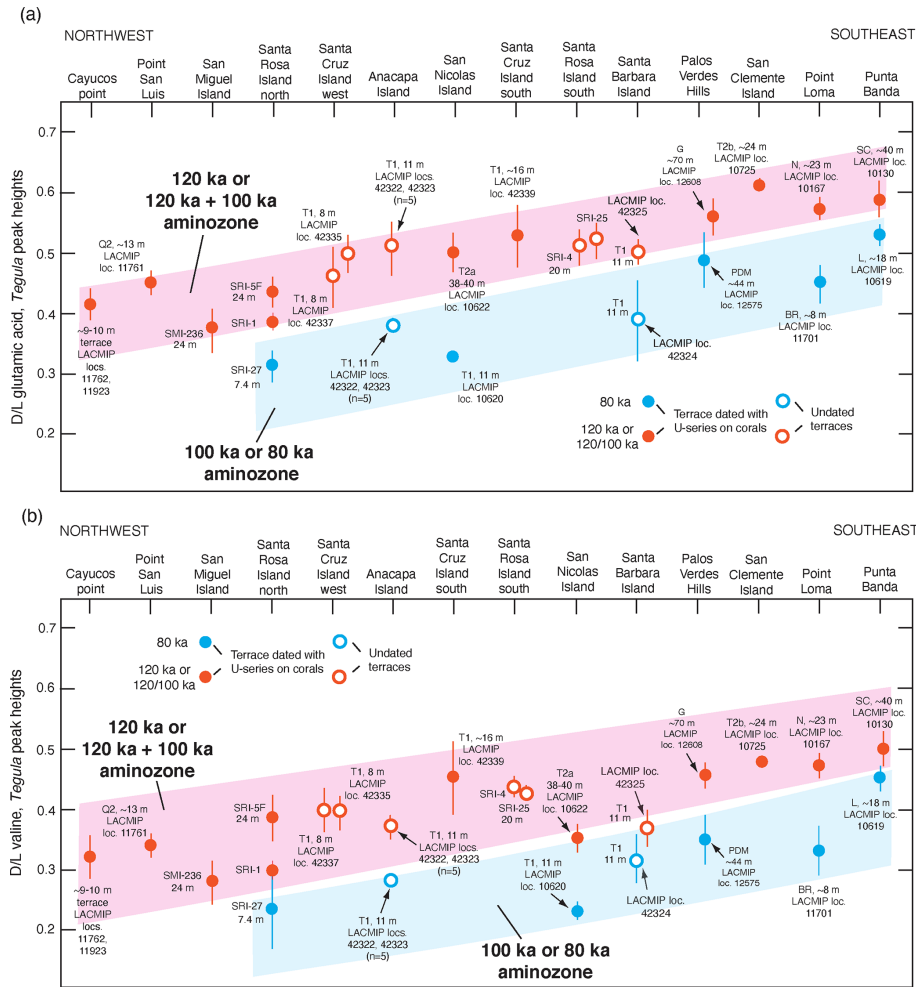 (a)
NORTHWEST
SOUTHEAST
Cayucos
point
Point
San
Luis
San
Miguel
Island
Santa
Rosa
Island
north
Santa
Cruz
Island
west
Anacapa
Island
San
Nicolas
Island
Santa
Cruz
Island
south
Santa
Rosa
Island
south
Santa
Barbara
Island
Palos
Verdes
Hills
San
Clemente
Island
Point
Loma
Punta
Banda
D/L glutamic acid, Tegula peak heights
0.7
0.6
0.5
0.4
0.3
0.2
120 ka or
120 ka + 100 ka
aminozone
100 ka or 80 ka
aminozone
~9-10 m
terrace
LACMIP
locs.
11762,
11923
Q2, ~13 m
LACMIP
loc. 11761
SMI-236
24 m
SRI-5F
24 m
SRI-1
SRI-27
7.4 m
T1, 8 m
LACMIP
loc.
42335
T1, 8 m
LACMIP
loc.
42337
T1, 11 m
LACMIP
locs.
42322, 42323
(n=5)
T1, 11 m
LACMIP
locs.
42322, 42323
(n=5)
T2a
38-40 m
LACMIP
loc.
10622
T1, 11 m
LACMIP
loc. 10620
T1, ~16 m
LACMIP
loc. 42339
SRI-4
20 m
SRI-25
LACMIP loc.
42325
T1
11 m
T1
11 m
LACMIP loc.
42324
G
~70 m
LACMIP
loc. 12608
PDM
~44 m
LACMIP
loc. 12575
T2b, ~24 m
LACMIP loc.
10725
N, ~23 m
LACMIP loc.
10167
BR, ~8 m
LACMIP loc.
11701
SC, ~40 m
LACMIP loc.
10130
L, ~18 m
LACMIP loc.
10619
80 ka
120 ka or
120/100 ka
Terrace dated with
U-series on corals
Undated
terraces
(b)
NORTHWEST
SOUTHEAST
Cayucos
point
Point
San
Luis
San
Miguel
Island
Santa
Rosa
Island
north
Santa
Cruz
Island
west
Anacapa
Island
Santa
Cruz
Island
south
Santa
Rosa
Island
south
San
Nicolas
Island
Santa
Barbara
Island
Palos
Verdes
Hills
San
Clemente
Island
Point
Loma
Punta
Banda
D/L valine, Tegula peak heights
0.7
0.6
0.5
0.4
0.3
0.2
80 ka
120 ka or
120/100 ka
Terrace dated with
U-series on corals
Undated
terraces
120 ka or
120 ka + 100 ka
aminozone
100 ka or 80 ka
aminozone
~9-10 m
terrace
LACMIP
locs.
11762,
11923
Q2, ~13 m
LACMIP
loc. 11761
SMI-236
24 m
SRI-5F
24 m
SRI-1
SRI-27
7.4 m
T1, 8 m
LACMIP
loc.
42335
T1, 8 m
LACMIP
loc. 42337
T1, 11 m
LACMIP
locs.
42322, 42323
(n=5)
T1, 11 m
LACMIP
locs.
42322, 42323
(n=5)
T1, ~16 m
LACMIP
loc.
42339
SRI-4
SRI-25
20 m
T2a
38-40 m
LACMIP
loc.
10622
T1, 11 m
LACMIP
loc. 10620
LACMIP loc.
42325
T1
11 m
T1
11 m
LACMIP loc.
42324
G
~70 m
LACMIP
loc. 12608
PDM
~44 m
LACMIP
loc. 12575
T2b, ~24 m
LACMIP loc.
10725
N, ~23 m
LACMIP loc.
10167
BR, ~8 m
LACMIP loc.
11701
SC, ~40 m
LACMIP loc.
10130
L, ~18 m
LACMIP loc.
10619